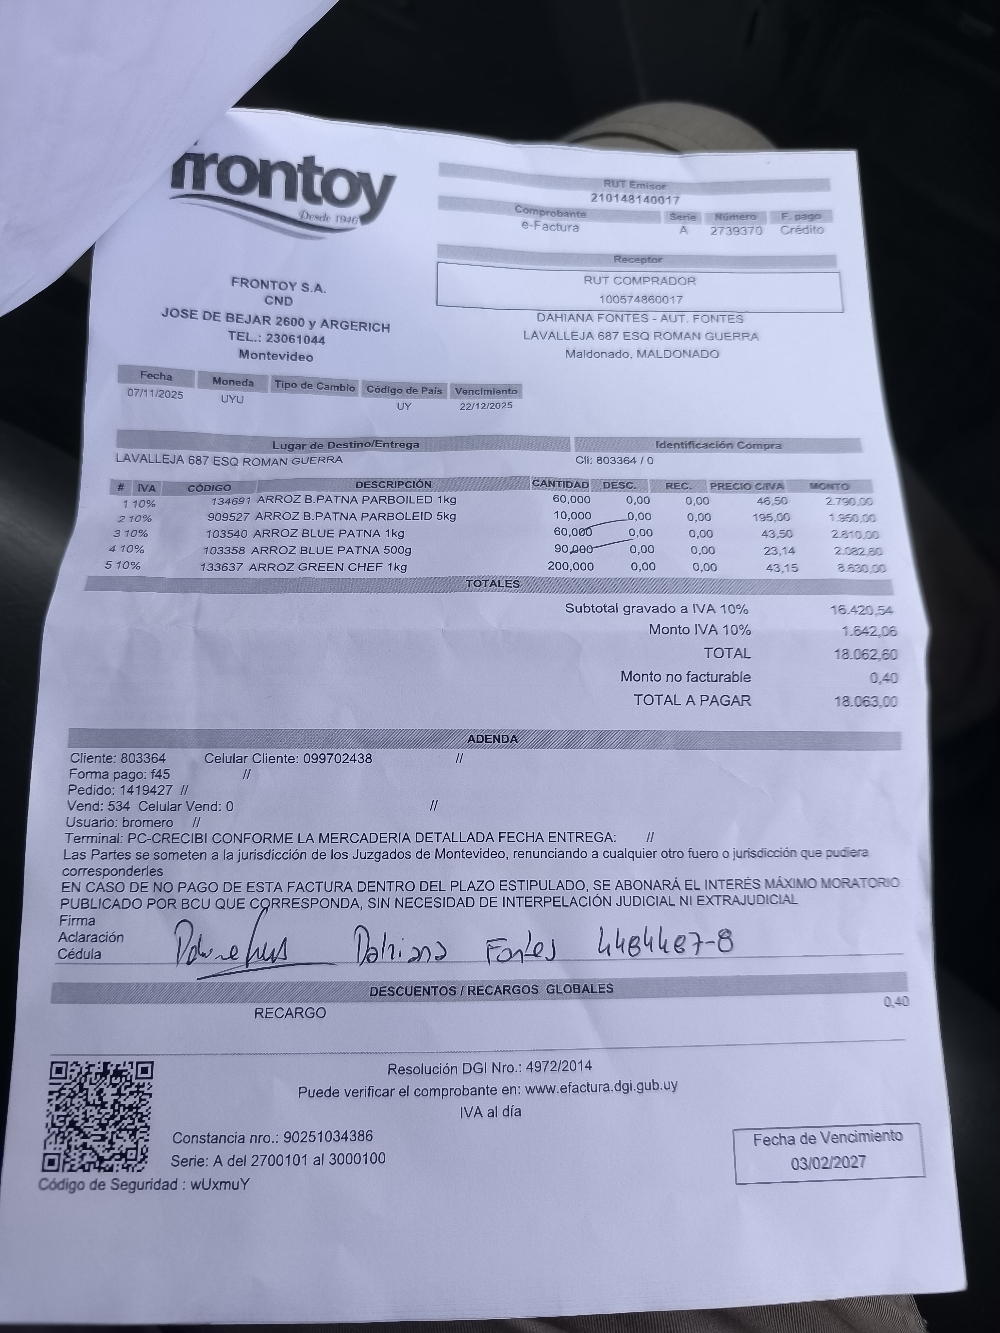 frontoy
Desde 1946
RUT Emisor
210148140017
Comprobante Serie Número F. pago
e-Factura A 2739370 Crédito
Receptor
RUT COMPRADOR
100574860017
DAHIANA FONTES - AUT. FONTES
LAVALLEJA 687 ESQ ROMAN GUERRA
Maldonado, MALDONADO
FRONTOY S.A.
CND
JOSE DE BEJAR 2600 y ARGERICH
TEL.: 23061044
Montevideo
Fecha Moneda Tipo de Cambio Código de País Vencimiento
07/11/2025 UYU UY 22/12/2025
Lugar de Destino/Entrega Identificación Compra
LAVALLEJA 687 ESQ ROMAN GUERRA Cli: 803364 / 0
# IVA CÓDIGO DESCRIPCIÓN CANTIDAD DESC. REC. PRECIO C/IVA MONTO
1 10% 134691 ARROZ B.PATNA PARBOILED 1kg 60,000 0,00 0,00 46,50 2.790,00
2 10% 909527 ARROZ B.PATNA PARBOLEID 5kg 10,000 0,00 0,00 195,00 1.950,00
3 10% 103540 ARROZ BLUE PATNA 1kg 60,000 0,00 0,00 43,50 2.610,00
4 10% 103358 ARROZ BLUE PATNA 500g 90,000 0,00 0,00 23,14 2.082,60
5 10% 133637 ARROZ GREEN CHEF 1kg 200,000 0,00 0,00 43,15 8.630,00
TOTALES
Subtotal gravado a IVA 10% 16.420,54
Monto IVA 10% 1.642,06
TOTAL 18.062,60
Monto no facturable 0,40
TOTAL A PAGAR 18.063,00
ADENDA
Cliente: 803364 Celular Cliente: 099702438 //
Forma pago: f45 //
Pedido: 1419427 //
Vend: 534 Celular Vend: 0 //
Usuario: bromero //
Terminal: PC-CRECIBI CONFORME LA MERCADERIA DETALLADA FECHA ENTREGA: //
Las Partes se someten a la jurisdicción de los Juzgados de Montevideo, renunciando a cualquier otro fuero o jurisdicción que pudiera
corresponderles
EN CASO DE NO PAGO DE ESTA FACTURA DENTRO DEL PLAZO ESTIPULADO, SE ABONARÁ EL INTERÉS MÁXIMO MORATORIO
PUBLICADO POR BCU QUE CORRESPONDA, SIN NECESIDAD DE INTERPELACIÓN JUDICIAL NI EXTRAJUDICIAL
Firma
Aclaración Dahiana Fontes 4464467-8
Cédula
DESCUENTOS / RECARGOS GLOBALES
RECARGO 0,40
Resolución DGI Nro.: 4972/2014
Puede verificar el comprobante en: www.efactura.dgi.gub.uy
IVA al día
Constancia nro.: 90251034386
Serie: A del 2700101 al 3000100
Código de Seguridad : wUxmuY
Fecha de Vencimiento
03/02/2027